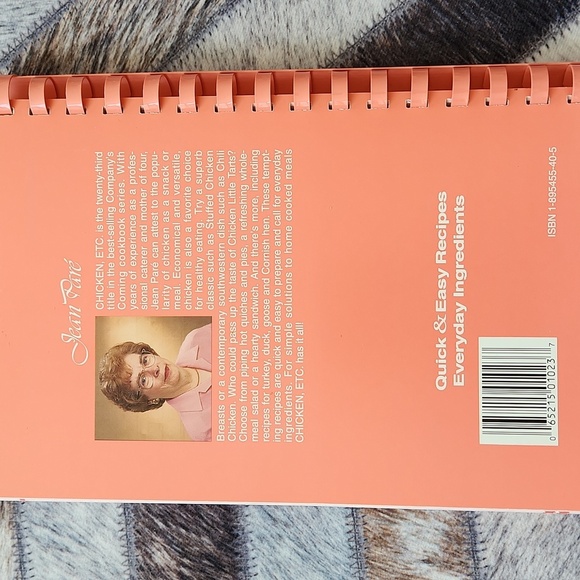 Jean Paré
CHICKEN, ETC. is the twenty-third
title in the best-selling Company's
Coming cookbook series. With
years of experience as a profes-
sional caterer and mother of four,
Jean Paré can attest to the popu-
larity of chicken as a snack or
meal. Economical and versatile,
chicken is also a favorite choice
for healthy eating. Try a superb
classic such as Stuffed Chicken
Breasts or a contemporary southwestern dish such as Chili
Chicken. Who could pass up the taste of Chicken Little Tarts?
Choose from piping hot quiches and pies, a refreshing whole-
meal salad or a hearty sandwich. And there's more, including
recipes for turkey, duck, goose and Cornish hen. These tempt-
ing recipes are quick and easy to prepare and call for everyday
ingredients. For simple solutions to home cooked meals
CHICKEN, ETC. has it all!
Quick & Easy Recipes
Everyday Ingredients
ISBN 1-895455-40-5
0 65215 01023 7